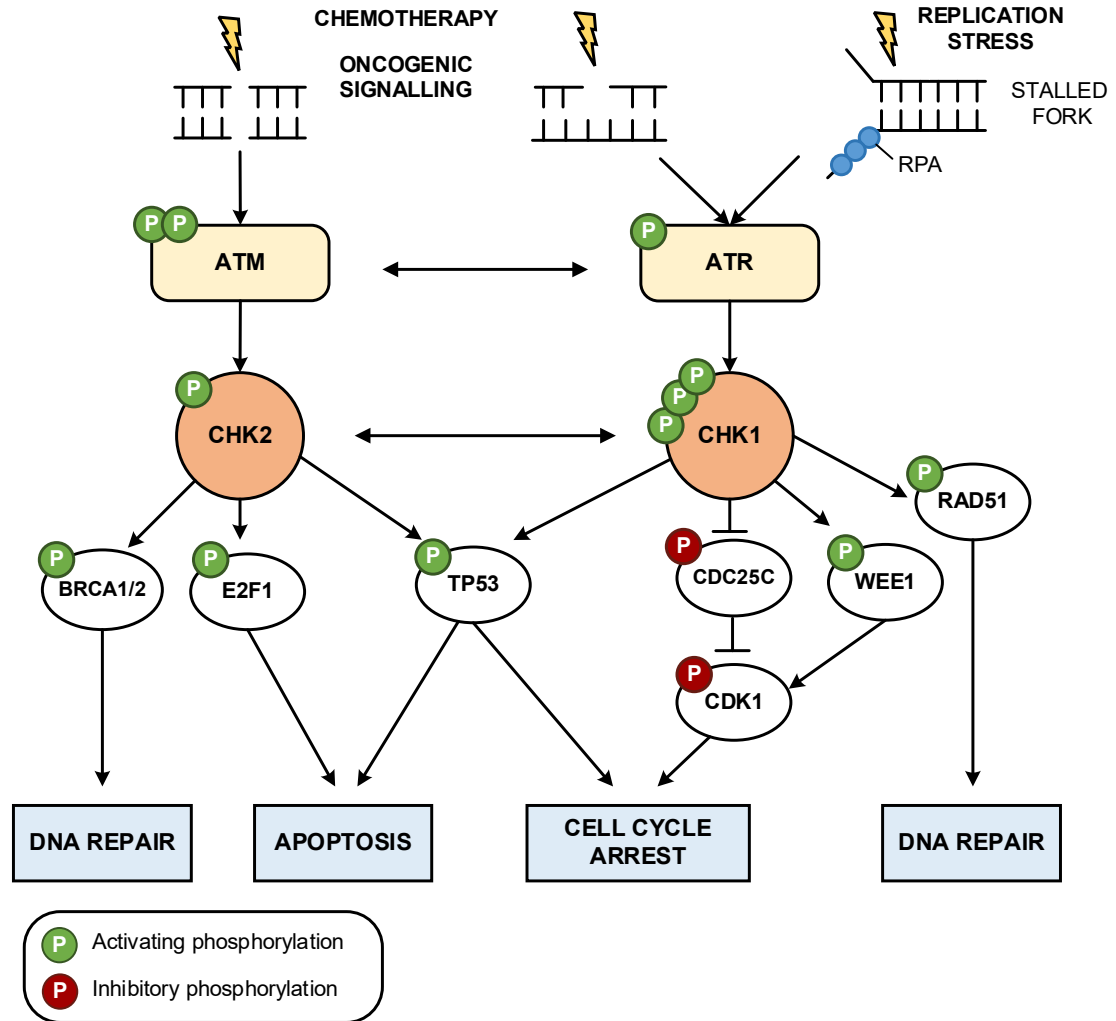 CHEMOTHERAPY
ONCOGENIC
SIGNALLING
REPLICATION
STRESS
STALLED
FORK
RPA
P
P
ATM
P
ATR
P
CHK2
P
P
P
CHK1
P
BRCA1/2
P
E2F1
P
TP53
P
CDC25C
P
WEE1
P
RAD51
P
CDK1
DNA REPAIR
APOPTOSIS
CELL CYCLE
ARREST
DNA REPAIR
P Activating phosphorylation
P Inhibitory phosphorylation